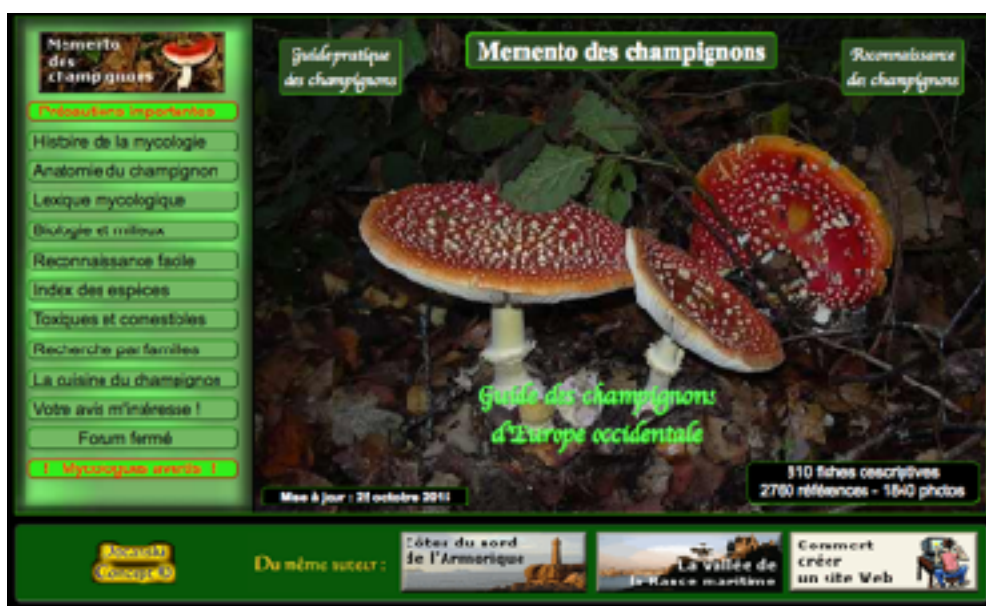 Memento
des
champignons
Précautions importantes
Histoire de la mycologie
Anatomie du champignon
Lexique mycologique
Biologie et milieux
Reconnaissance facile
Index des espèces
Toxiques et comestibles
Recherche par familles
La cuisine du champignon
Votre avis m'intéresse !
Forum fermé
! Mycologues avertis !
Guide pratique
des champignons
Memento des champignons
Reconnaissance
des champignons
Guide des champignons
d'Europe occidentale
Mise à jour : octobre
fiches descriptives
2760 références - 1840 photos
Concept ©
Du même auteur :
Côtes du nord
de l'Armorique
La vallée de
la Rance maritime
Comment
créer
un site Web